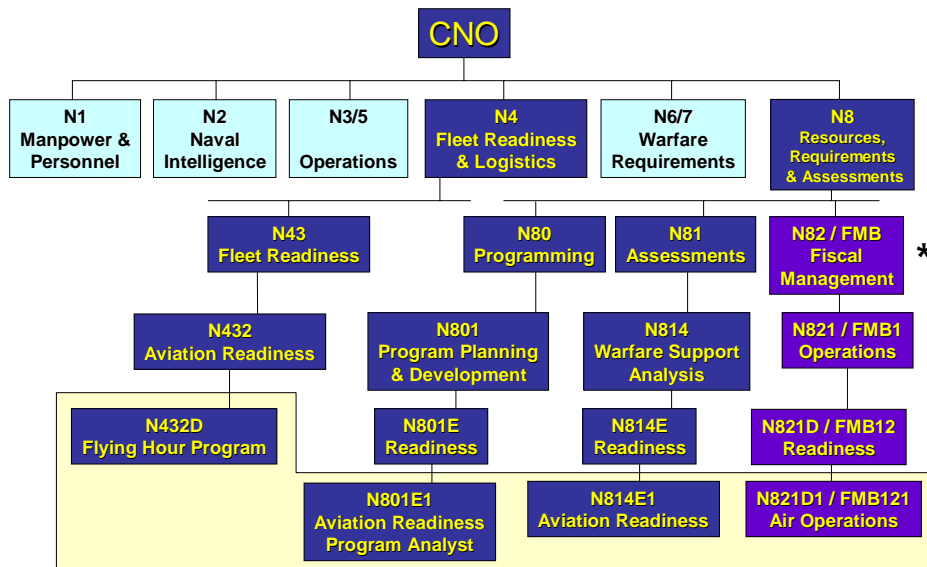 CNO
N1
Manpower &
Personnel
N2
Naval
Intelligence
N3/5
Operations
N4
Fleet Readiness
& Logistics
N6/7
Warfare
Requirements
N8
Resources,
Requirements
& Assessments
N43
Fleet Readiness
N80
Programming
N81
Assessments
N82 / FMB
Fiscal
Management
*
N432
Aviation Readiness
N801
Program Planning
& Development
N814
Warfare Support
Analysis
N821 / FMB1
Operations
N432D
Flying Hour Program
N801E
Readiness
N814E
Readiness
N821D / FMB12
Readiness
N801E1
Aviation Readiness
Program Analyst
N814E1
Aviation Readiness
N821D1 / FMB121
Air Operations